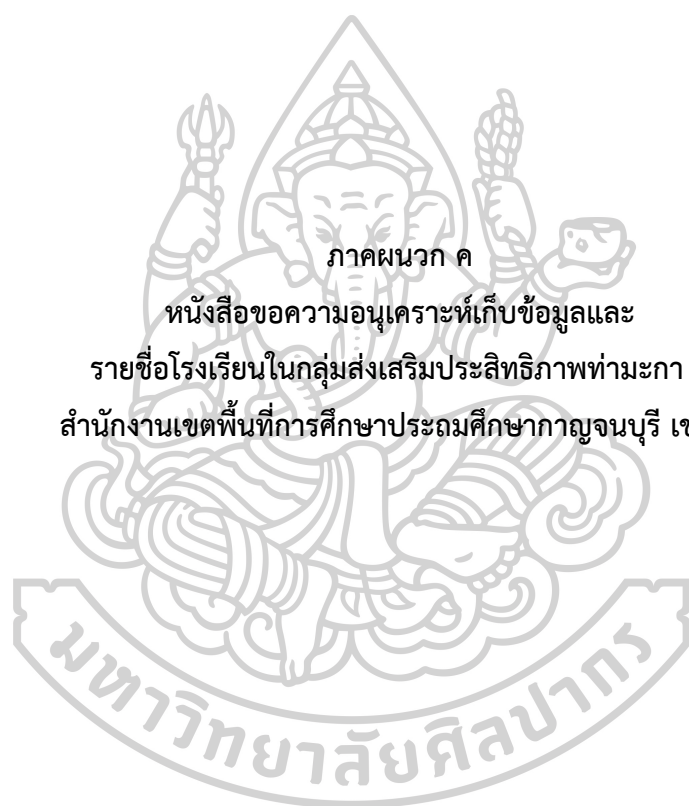 ภาคผนวก ค
หนังสือขอความอนุเคราะห์เก็บข้อมูลและ
รายชื่อโรงเรียนในกลุ่มส่งเสริมประสิทธิภาพท่ามะกา
สำนักงานเขตพื้นที่การศึกษาประถมศึกษากาญจนบุรี
มหาวิทยาลัยศิลปากร